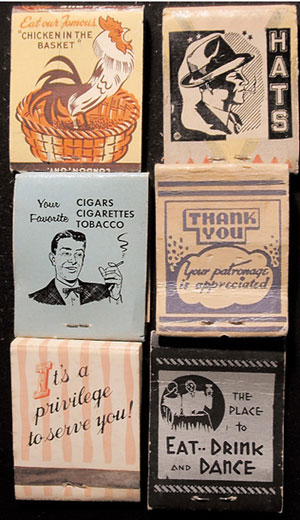 Eat our Famous
"CHICKEN IN THE
BASKET"
HATS
Your
Favorite
CIGARS
CIGARETTES
TOBACCO
THANK
YOU
Your patronage
is appreciated
It's a
privilege
to serve you!
THE
PLACE
to
EAT-- DRINK
AND DANCE